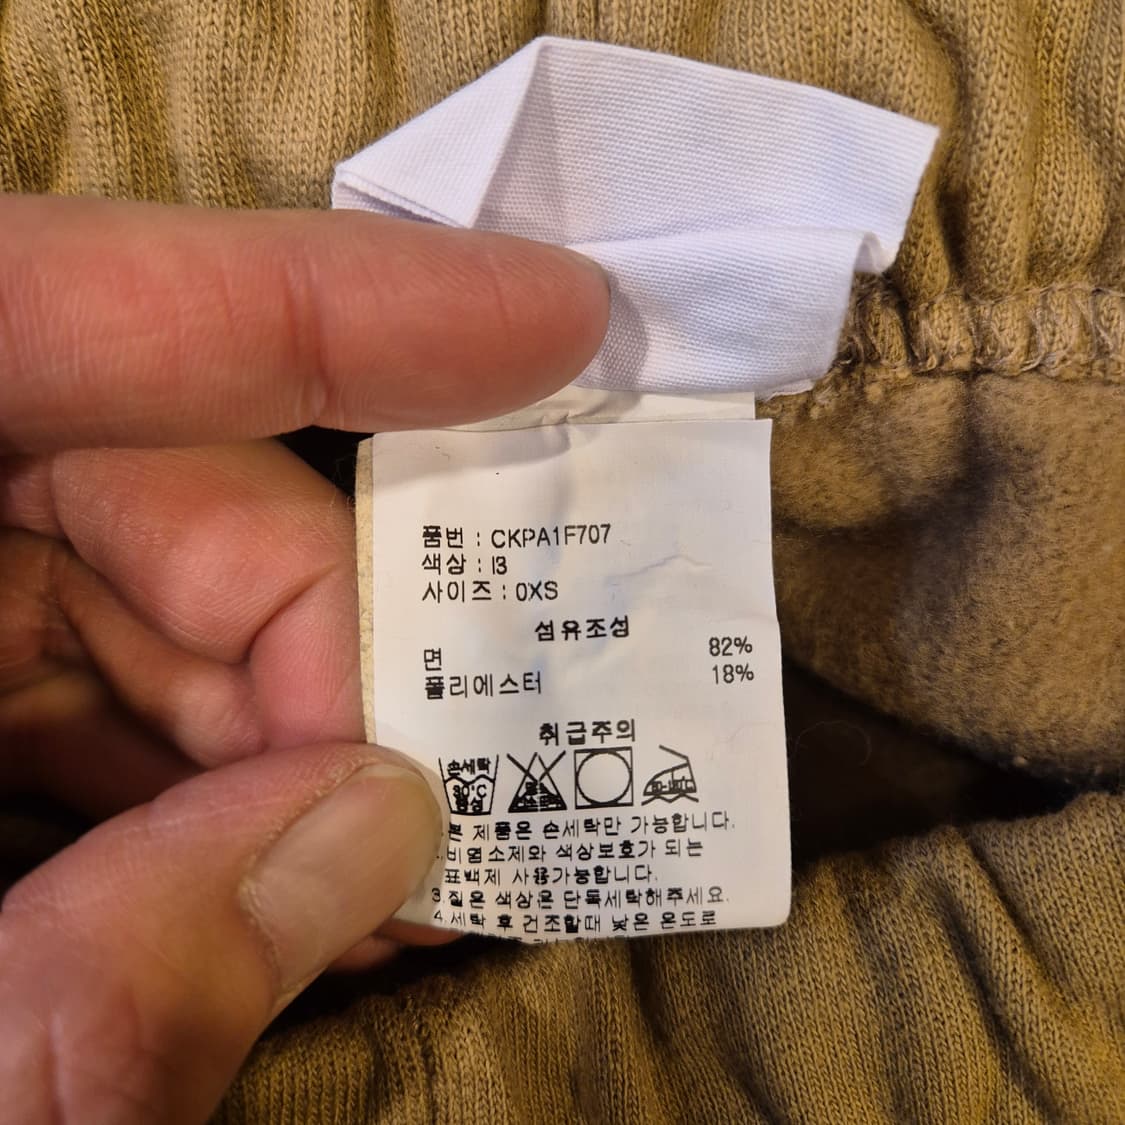 품번 : CKPA1F707
색상 : I3
사이즈 : 0XS
섬유조성
면 82%
폴리에스터 18%
취급주의
손세탁
30°C
중성
본 제품은 손세탁만 가능합니다.
비염소제와 색상보호가 되는
표백제 사용가능합니다.
3.짙은 색상은 단독세탁해주세요.
4.세탁 후 건조할때 낮은 온도로